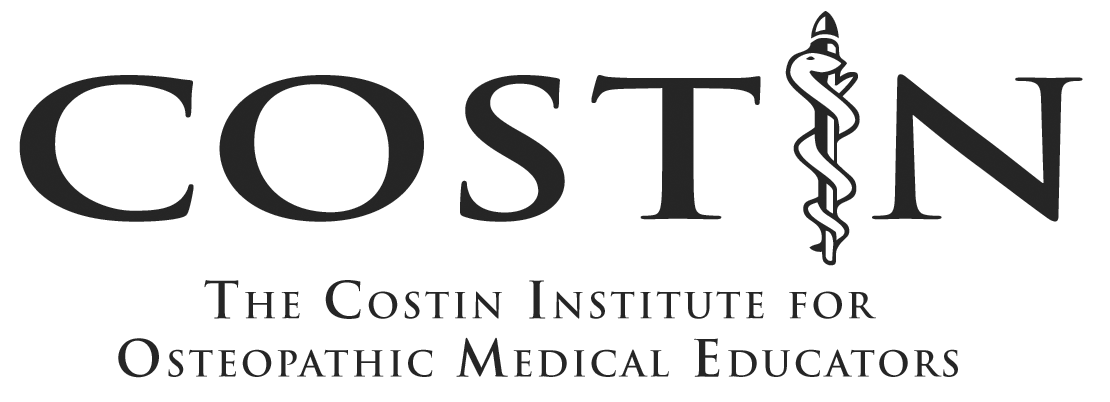 COSTIN
The Costin Institute for
Osteopathic Medical Educators